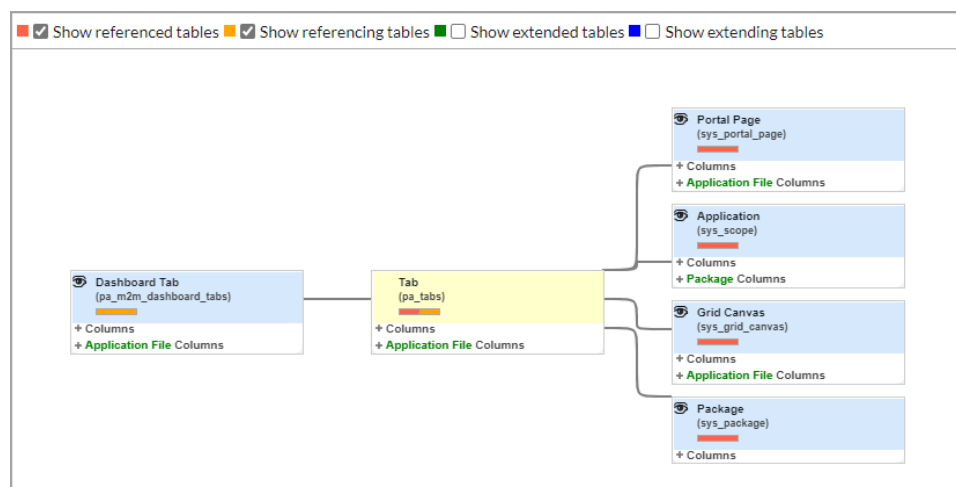 Show referenced tables Show referencing tables Show extended tables Show extending tables
Portal Page
(sys_portal_page)
+ Columns
+ Application File Columns
Application
(sys_scope)
+ Columns
+ Package Columns
Dashboard Tab
(pa_m2m_dashboard_tabs)
+ Columns
+ Application File Columns
Tab
(pa_tabs)
+ Columns
+ Application File Columns
Grid Canvas
(sys_grid_canvas)
+ Columns
+ Application File Columns
Package
(sys_package)
+ Columns